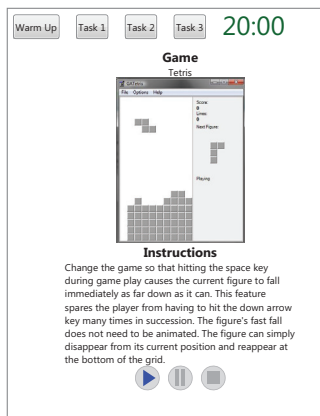 Warm Up Task 1 Task 2 Task 3 20:00
Game
Tetris
GATetris
File Options Help
Score:
0
Lines:
0
Next Figure:
Playing
Instructions
Change the game so that hitting the space key
during game play causes the current figure to fall
immediately as far down as it can. This feature
spares the player from having to hit the down arrow
key many times in succession. The figure's fast fall
does not need to be animated. The figure can simply
disappear from its current position and reappear at
the bottom of the grid.